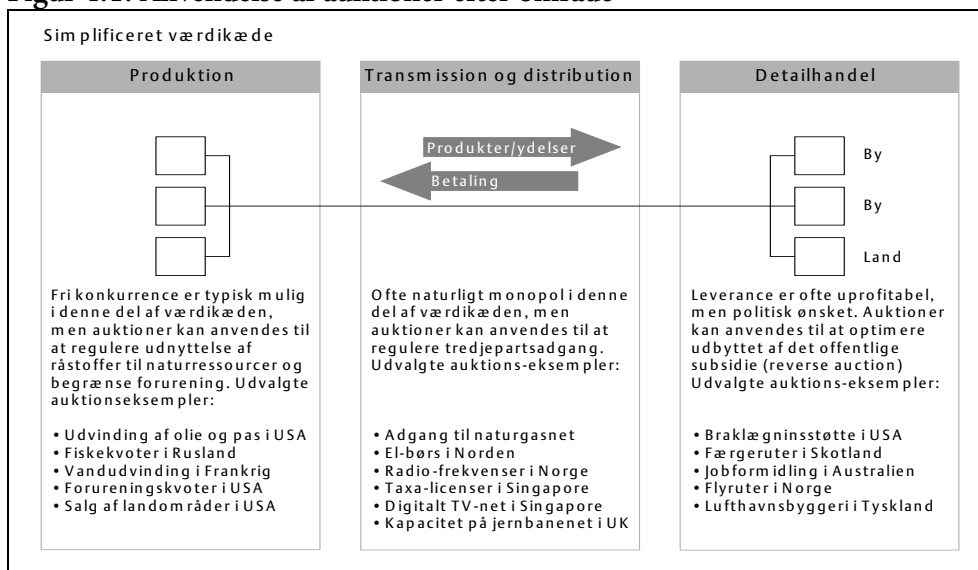 Figur 4.1. Anvendelse af auktioner efter område
Simplificeret værdikæde
Produktion
Transmission og distribution
Detailhandel
Produkter/ydelser
Betaling
By
By
Land
Fri konkurrence er typisk mulig
i denne del af værdikæden,
men auktioner kan anvendes til
at regulere udnyttelse af
råstoffer til naturressourcer og
begrænse forurening. Udvalgte
auktionseksempler:
• Udvinding af olie og pas i USA
• Fiskekvoter i Rusland
• Vandudvinding i Frankrig
• Forureningskvoter i USA
• Salg af landområder i USA
Ofte naturligt monopol i denne
del af værdikæden, men
auktioner kan anvendes til at
regulere tredjepartsadgang.
Udvalgte auktions-eksempler:
• Adgang til naturgasnet
• El-børs i Norden
• Radio-frekvenser i Norge
• Taxa-licenser i Singapore
• Digitalt TV-net i Singapore
• Kapacitet på jernbanenet i UK
Leverance er ofte uprofitabel,
men politisk ønsket. Auktioner
kan anvendes til at optimere
udbyttet af det offentlige
subsidie (reverse auction)
Udvalgte auktions-eksempler:
• Braklægninsstøtte i USA
• Færgeruter i Skotland
• Jobformidling i Australien
• Flyruter i Norge
• Lufthavnsbyggeri i Tyskland